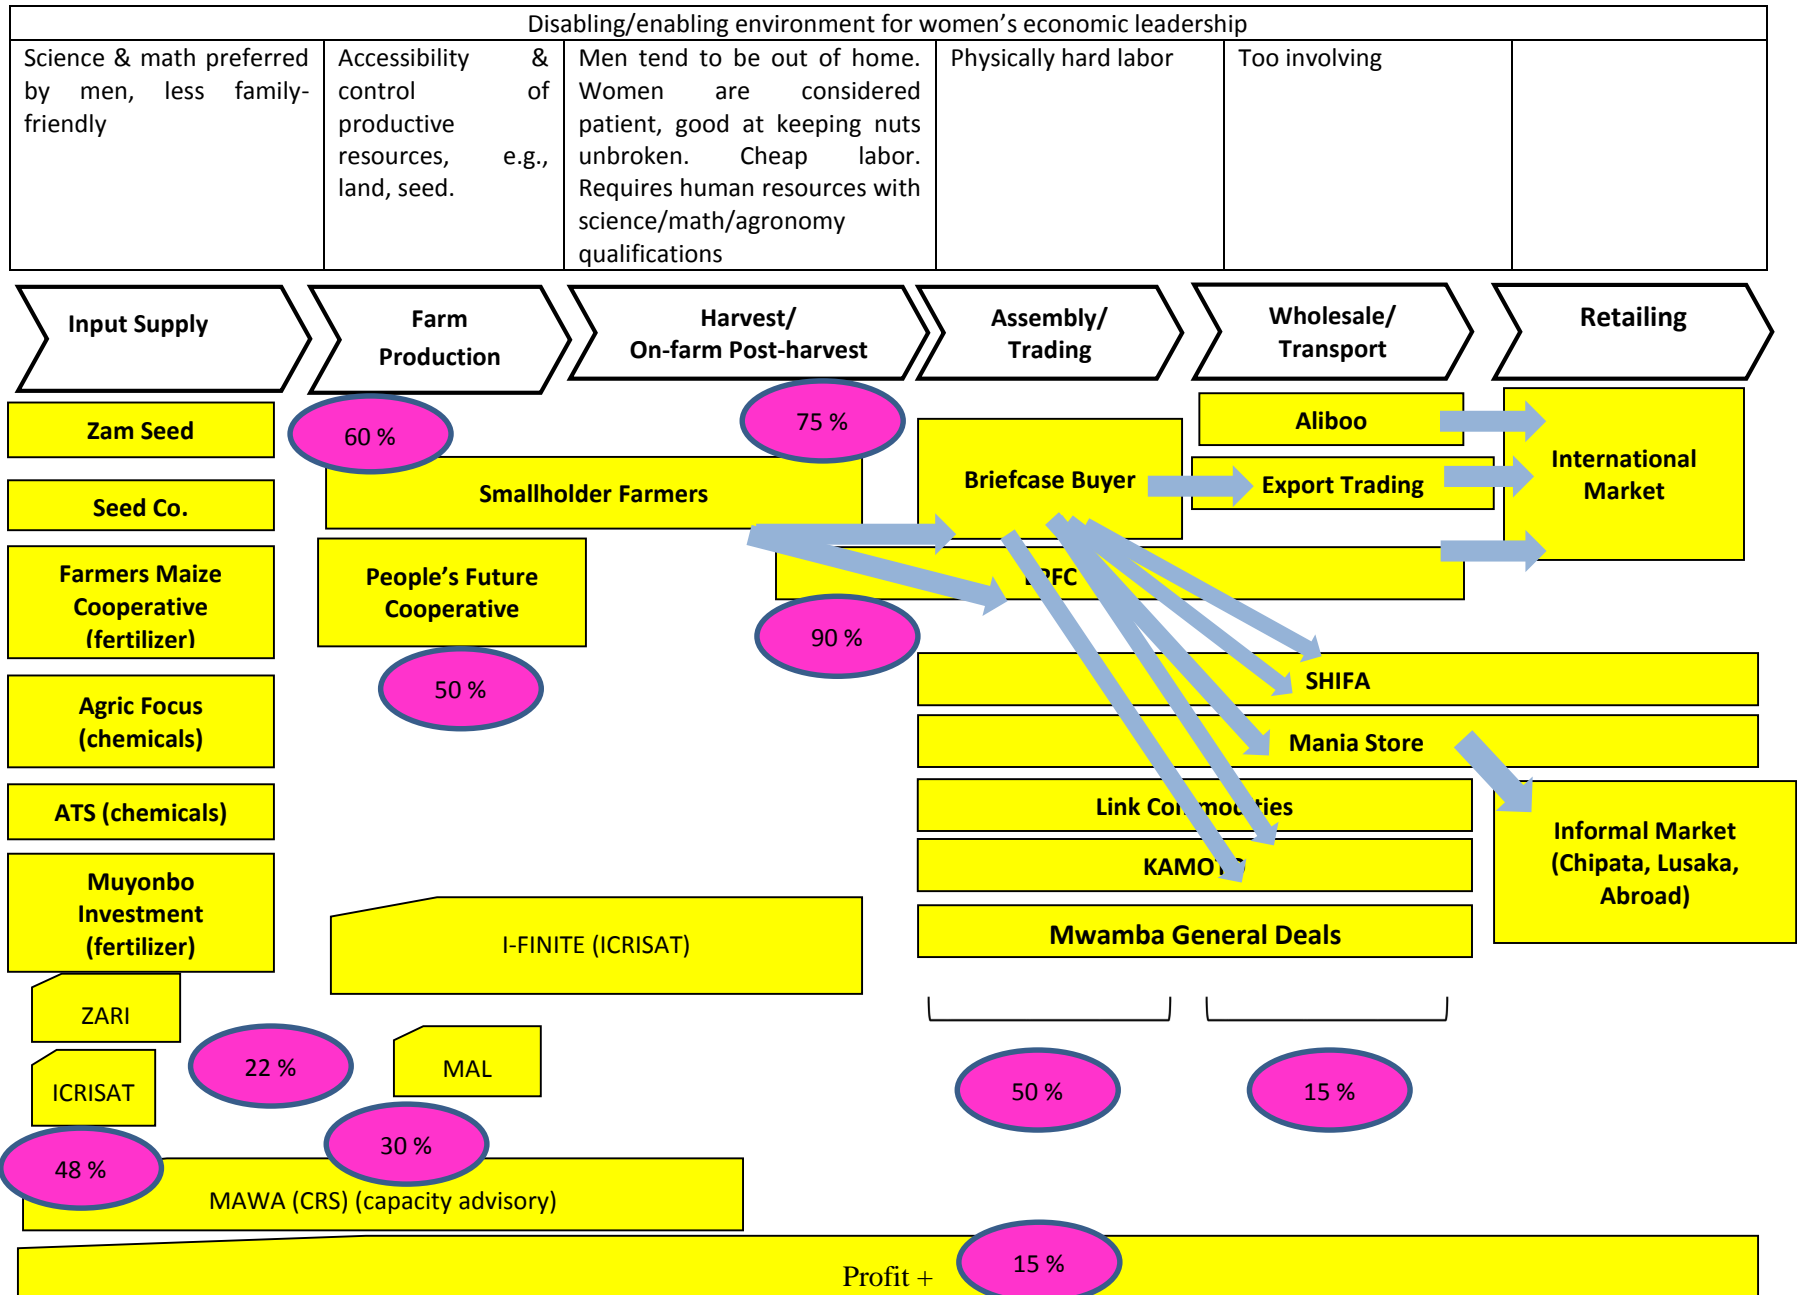 Disabling/enabling environment for women's economic leadership
Science & math preferred
by men, less family-
friendly
Accessibility &
control of
productive
resources, e.g.,
land, seed.
Men tend to be out of home.
Women are considered
patient, good at keeping nuts
unbroken. Cheap labor.
Requires human resources with
science/math/agronomy
qualifications
Physically hard labor
Too involving
Input Supply
Farm
Production
Harvest/
On-farm Post-harvest
Assembly/
Trading
Wholesale/
Transport
Retailing
Zam Seed
Seed Co.
Farmers Maize
Cooperative
(fertilizer)
Agric Focus
(chemicals)
ATS (chemicals)
Muyonbo
Investment
(fertilizer)
ZARI
ICRISAT
48 %
22 %
60 %
75 %
Smallholder Farmers
People's Future
Cooperative
50 %
90 %
I-FINITE (ICRISAT)
MAL
30 %
MAWA (CRS) (capacity advisory)
Briefcase Buyer
Aliboo
Export Trading
International
Market
SHIFA
Mania Store
Link Commodities
Mwamba General Deals
Informal Market
(Chipata, Lusaka,
Abroad)
50 %
15 %
Profit +
15 %